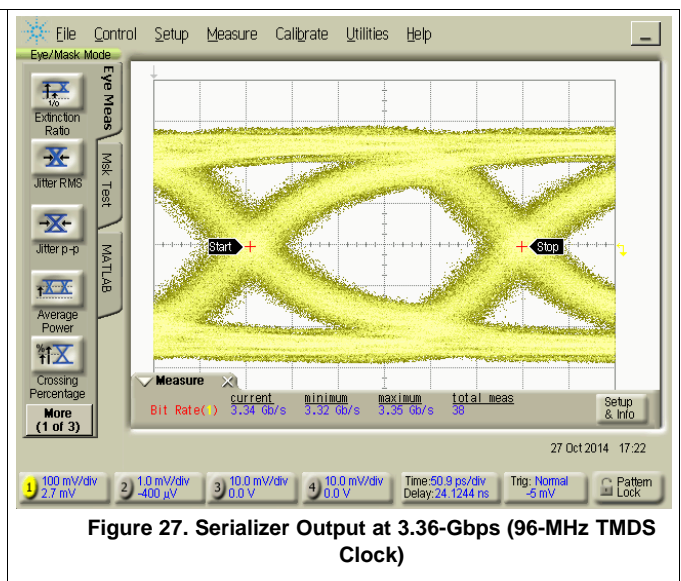 File Control Setup Measure Calibrate Utilities Help
Eye/Mask Mode
Extinction
Ratio
Jitter RMS
Jitter p-p
Average
Power
Crossing
Percentage
More
(1 of 3)
Eye Meas
Msk Test
MATLAB
Start
Stop
Measure
current minimum maximum total meas
Bit Rate(1) 3.34 Gb/s 3.32 Gb/s 3.35 Gb/s 38
Setup
& Info
27 Oct 2014 17:22
1 100 mV/div
2.7 mV
2 1.0 mV/div
-400 µV
3 10.0 mV/div
0.0 V
4 10.0 mV/div
0.0 V
Time:50.9 ps/div
Delay:24.1244 ns
Trig: Normal
-5 mV
Pattern
Lock
Figure 27. Serializer Output at 3.36-Gbps (96-MHz TMDS
Clock)